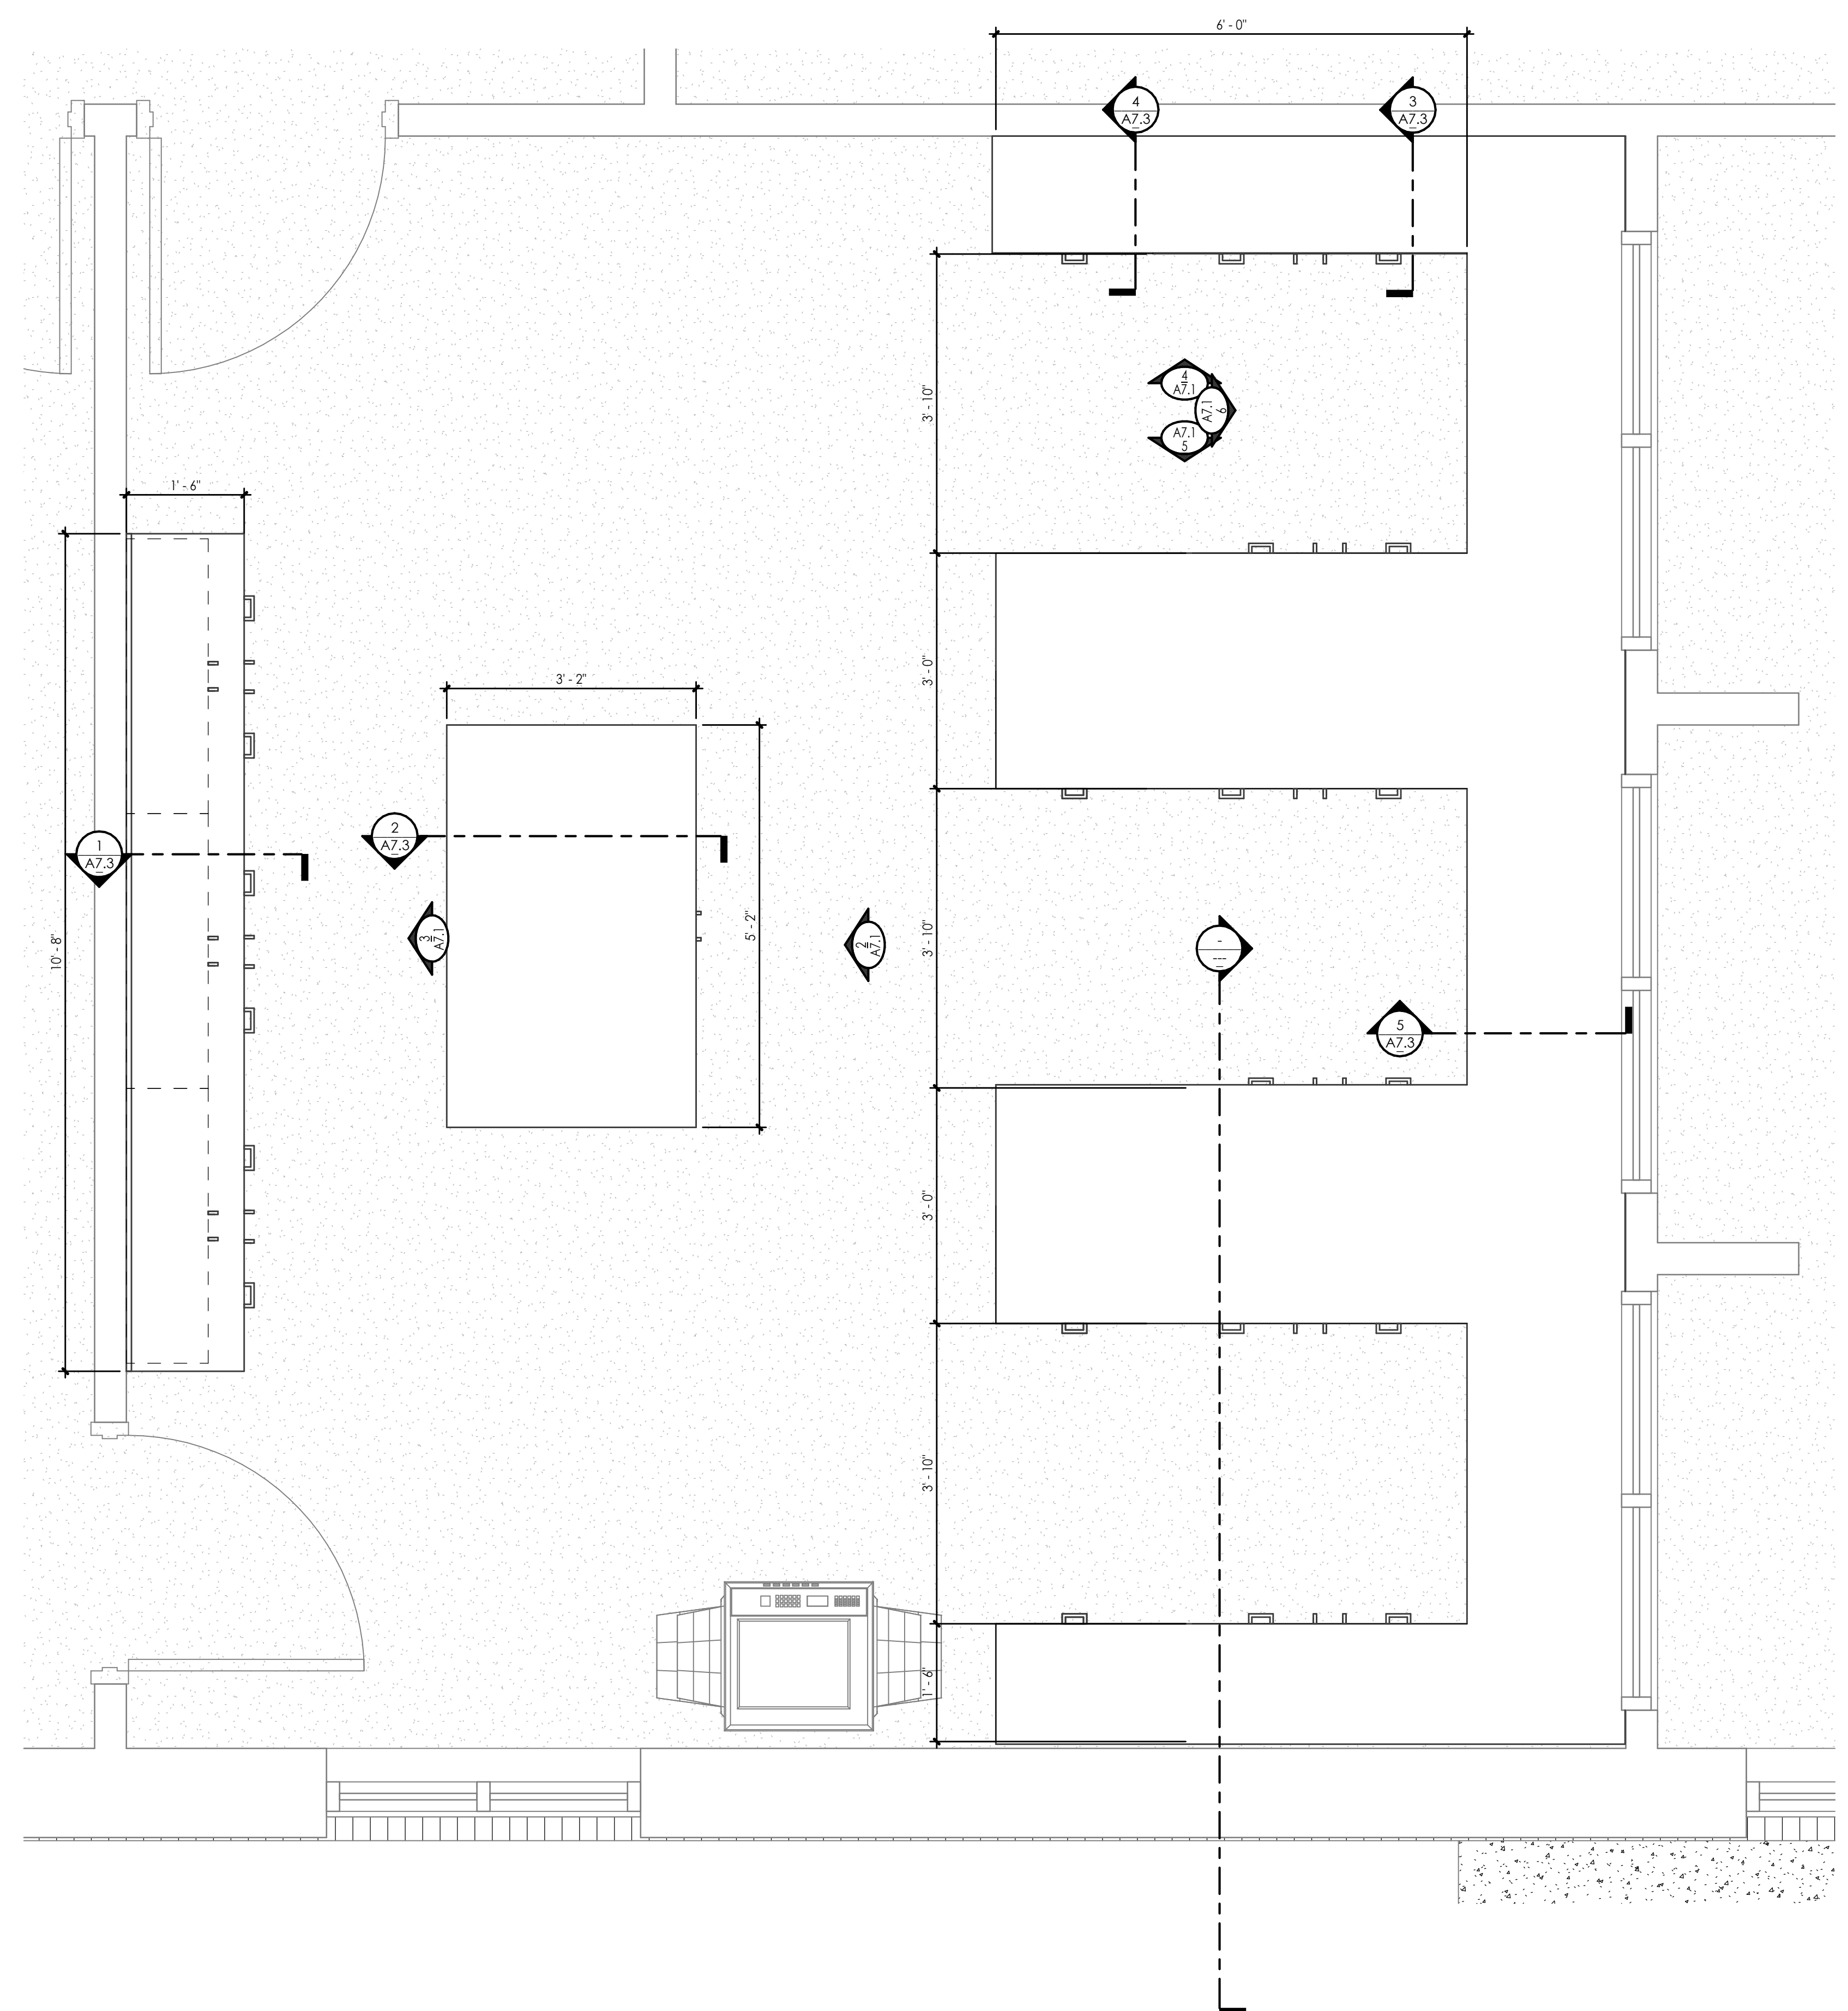 6' - 0"
4
A7.3
3
A7.3
3' - 10"
4
A7.1
A7.1
6
A7.1
5
1' - 6"
3' - 0"
3' - 2"
10' - 8"
1
A7.3
2
A7.3
3
A7.1
5' - 2"
2
A7.1
3' - 10"
-
---
5
A7.3
3' - 0"
3' - 10"
1' - 6"